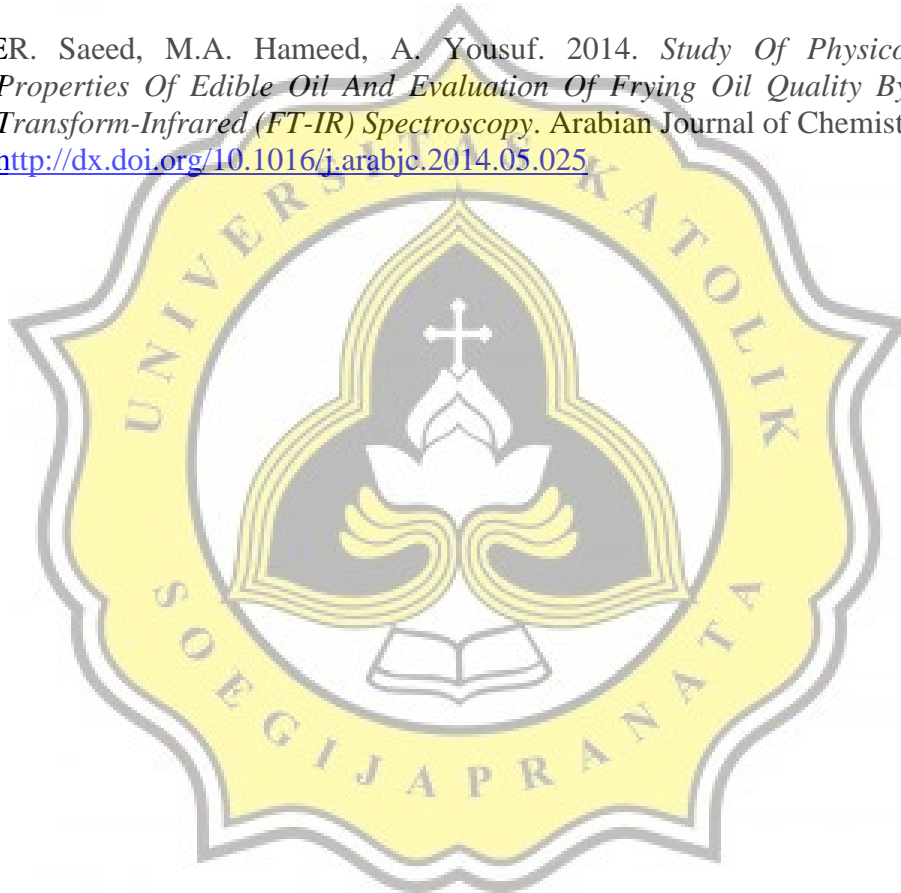 R. Saeed, M.A. Hameed, A. Yousuf. 2014. Study Of Physico
Properties Of Edible Oil And Evaluation Of Frying Oil Quality By
Transform-Infrared (FT-IR) Spectroscopy. Arabian Journal of Chemist
http://dx.doi.org/10.1016/j.arabjc.2014.05.025
UNIVERSITAS KATOLIK
SOEGIJAPRANATA